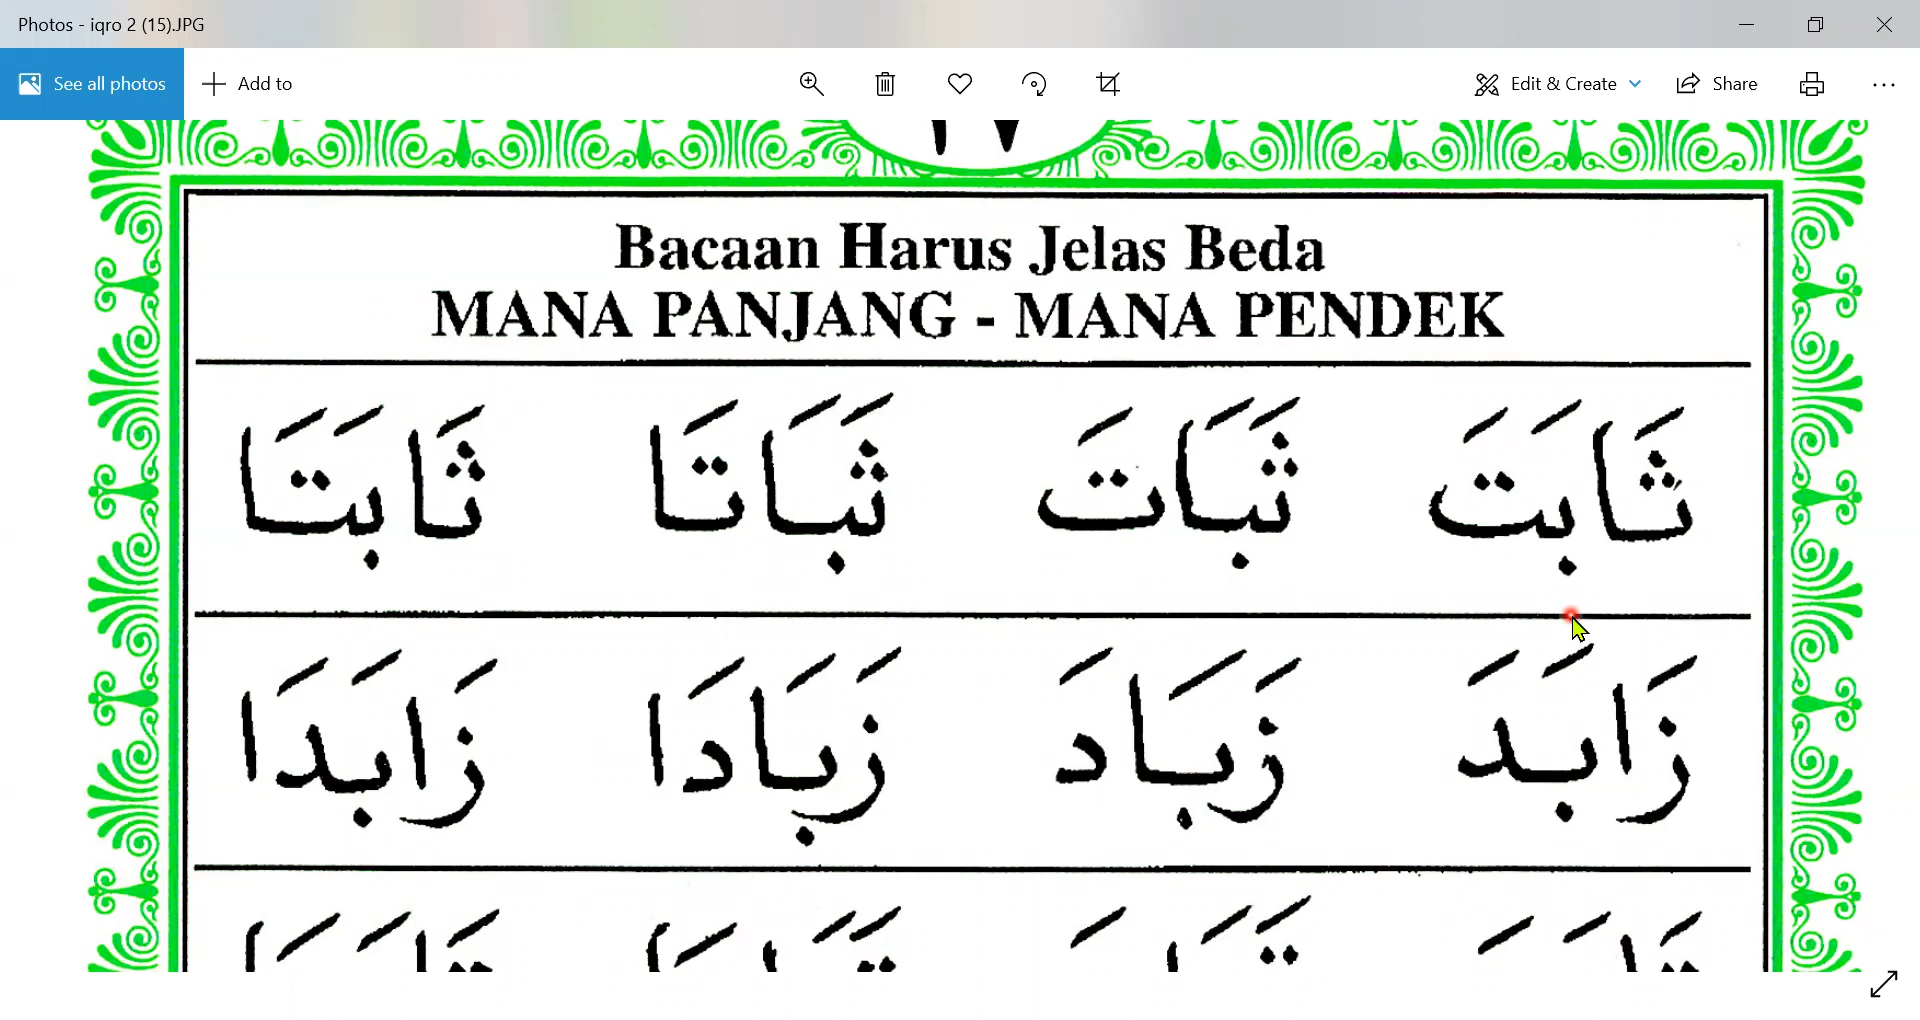 Photos - iqro 2 (15).JPG
See all photos
Add to
Edit & Create
Share
Bacaan Harus Jelas Beda
MANA PANJANG - MANA PENDEK
ثَابَتَ ثَبَاتَ ثَبَاتَا ثَابَتَا
زَابَدَ زَبَادَ زَبَادَا زَابَدَا